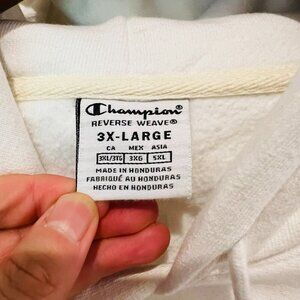 Champion®
REVERSE WEAVE®
3X-LARGE
CA MEX ASIA
3XL/3TG 3XG 5XL
MADE IN HONDURAS
FABRIQUÉ AU HONDURAS
HECHO EN HONDURAS